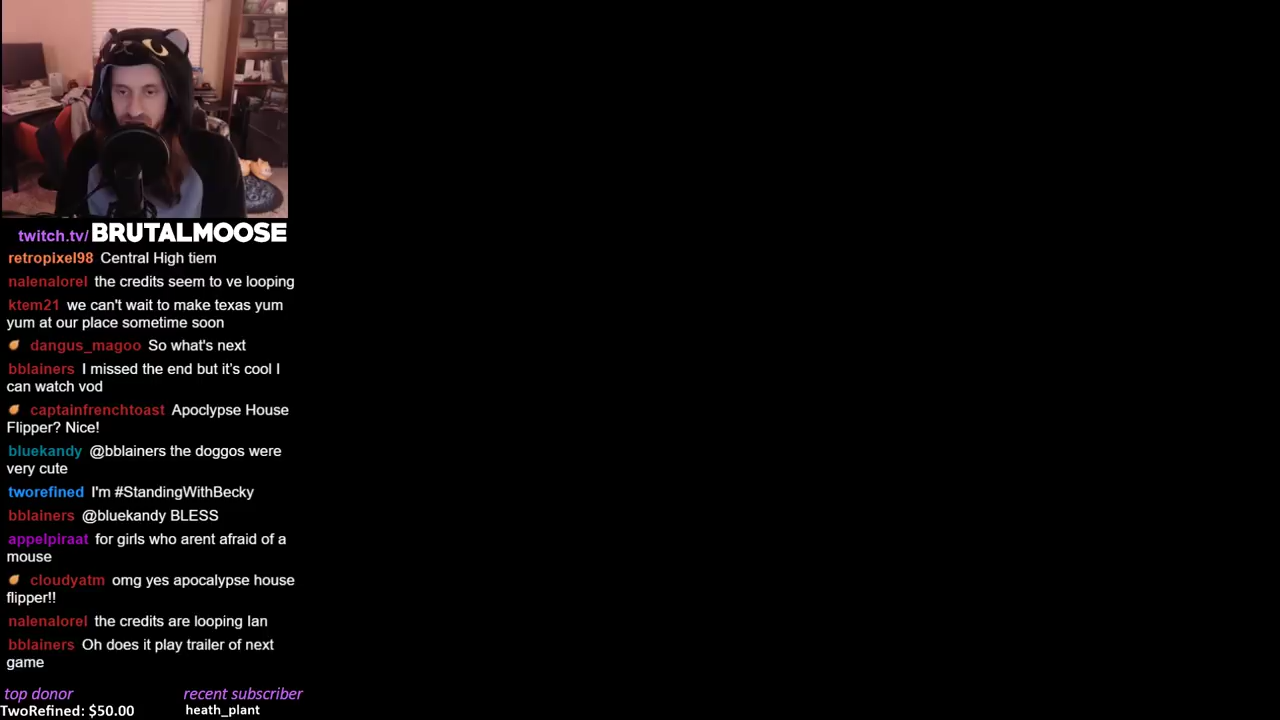 twitch.tv/BRUTALMOOSE
retropixel98 Central High tiem
nalenalorel the credits seem to ve looping
ktem21 we can't wait to make texas yum
yum at our place sometime soon
dangus_magoo So what's next
bblainers I missed the end but it's cool I
can watch vod
captainfrenchtoast Apoclypse House
Flipper? Nice!
bluekandy @bblainers the doggos were
very cute
tworefined I'm #StandingWithBecky
bblainers @bluekandy BLESS
appelpiraat for girls who arent afraid of a
mouse
cloudyatm omg yes apocalypse house
flipper!!
nalenalorel the credits are looping Ian
bblainers Oh does it play trailer of next
game
top donor recent subscriber
TwoRefined: $50.00 heath_plant